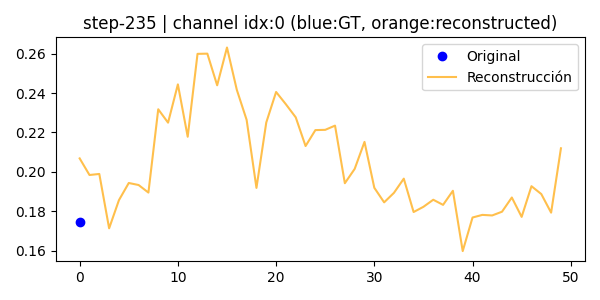 step-235 | channel idx:0 (blue:GT, orange:reconstructed)
Original
Reconstrucción
0.26
0.24
0.22
0.20
0.18
0.16
0 10 20 30 40 50